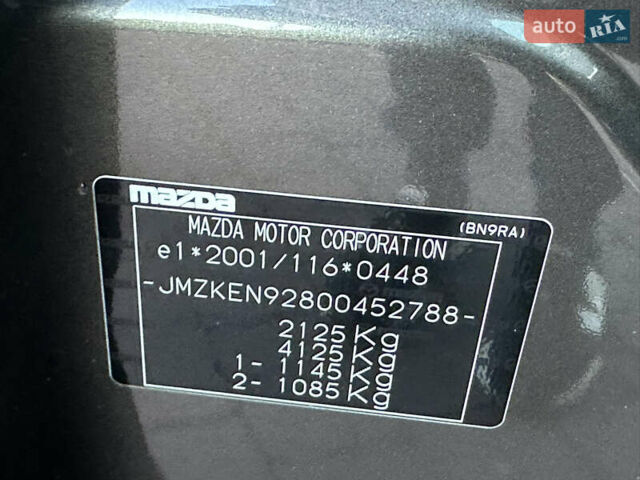 auto RIA.com
mazda
(BN9RA)
MAZDA MOTOR CORPORATION
e1*2001/116*0448
-JMZKEN92800452788-
2125 Kg
4125 Kg
1- 1145 Kg
2- 1085 Kg